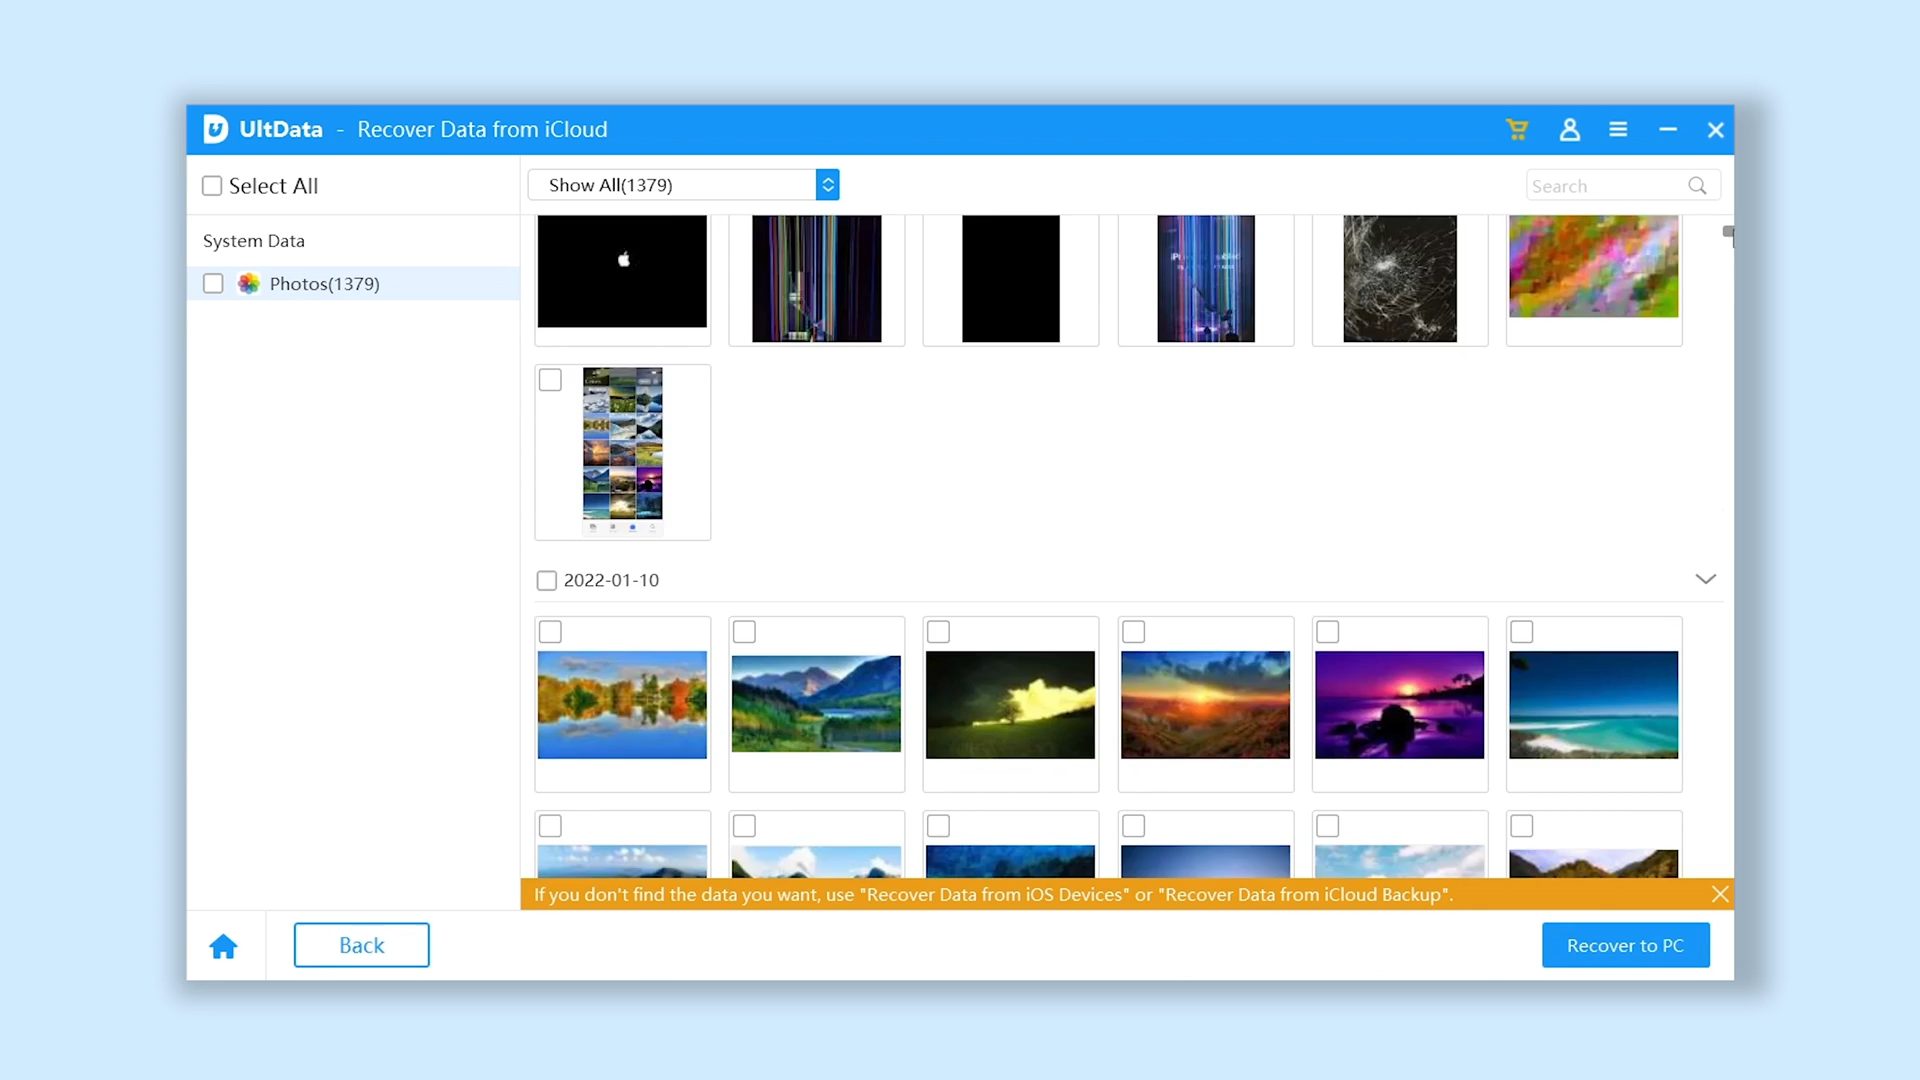 UltData - Recover Data from iCloud
Select All
Show All(1379)
Search
System Data
Photos(1379)
2022-01-10
If you don't find the data you want, use "Recover Data from iOS Devices" or "Recover Data from iCloud Backup".
Back
Recover to PC